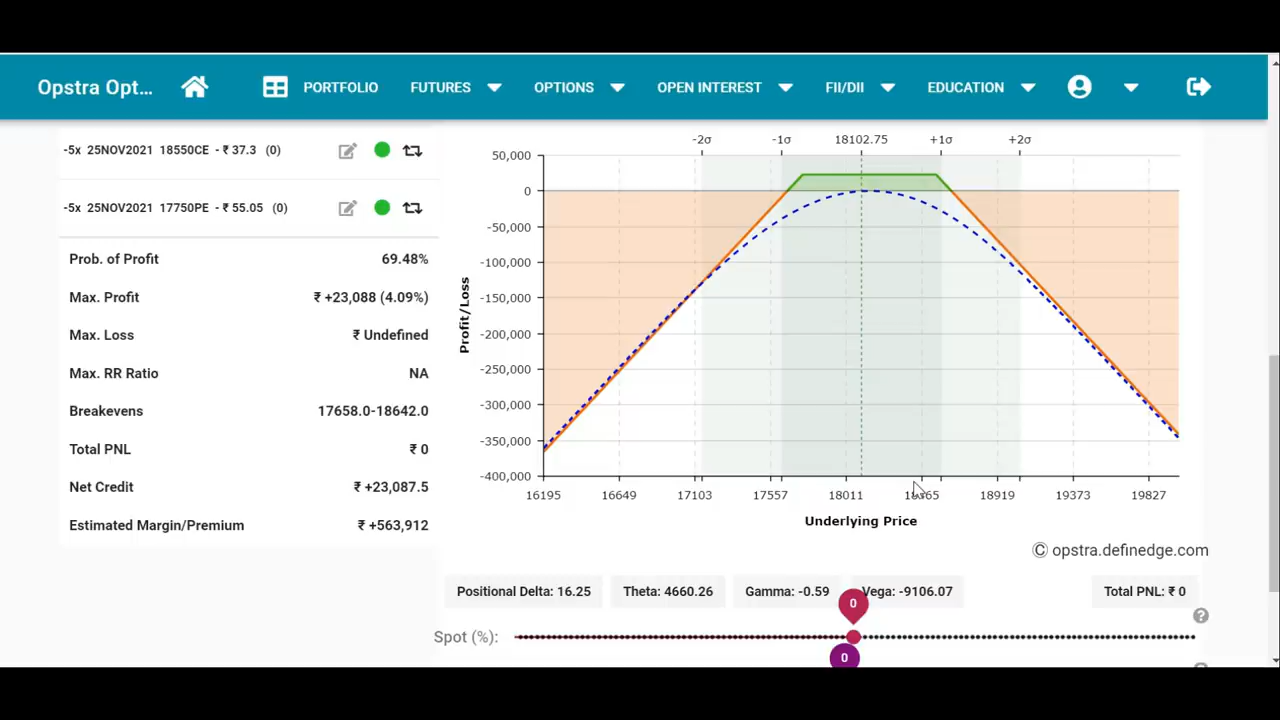 Opstra Opt... PORTFOLIO FUTURES OPTIONS OPEN INTEREST FII/DII EDUCATION
-5x 25NOV2021 18550CE - ₹ 37.3 (0)
-5x 25NOV2021 17750PE - ₹ 55.05 (0)
Prob. of Profit 69.48%
Max. Profit ₹ +23,088 (4.09%)
Max. Loss ₹ Undefined
Max. RR Ratio NA
Breakevens 17658.0-18642.0
Total PNL ₹ 0
Net Credit ₹ +23,087.5
Estimated Margin/Premium ₹ +563,912
-2σ -1σ 18102.75 +1σ +2σ
50,000
0
-50,000
-100,000
-150,000
-200,000
-250,000
-300,000
-350,000
-400,000
Profit/Loss
16195 16649 17103 17557 18011 18465 18919 19373 19827
Underlying Price
© opstra.definedge.com
Positional Delta: 16.25 Theta: 4660.26 Gamma: -0.59 Vega: -9106.07 Total PNL: ₹ 0
0
?
Spot (%):
0